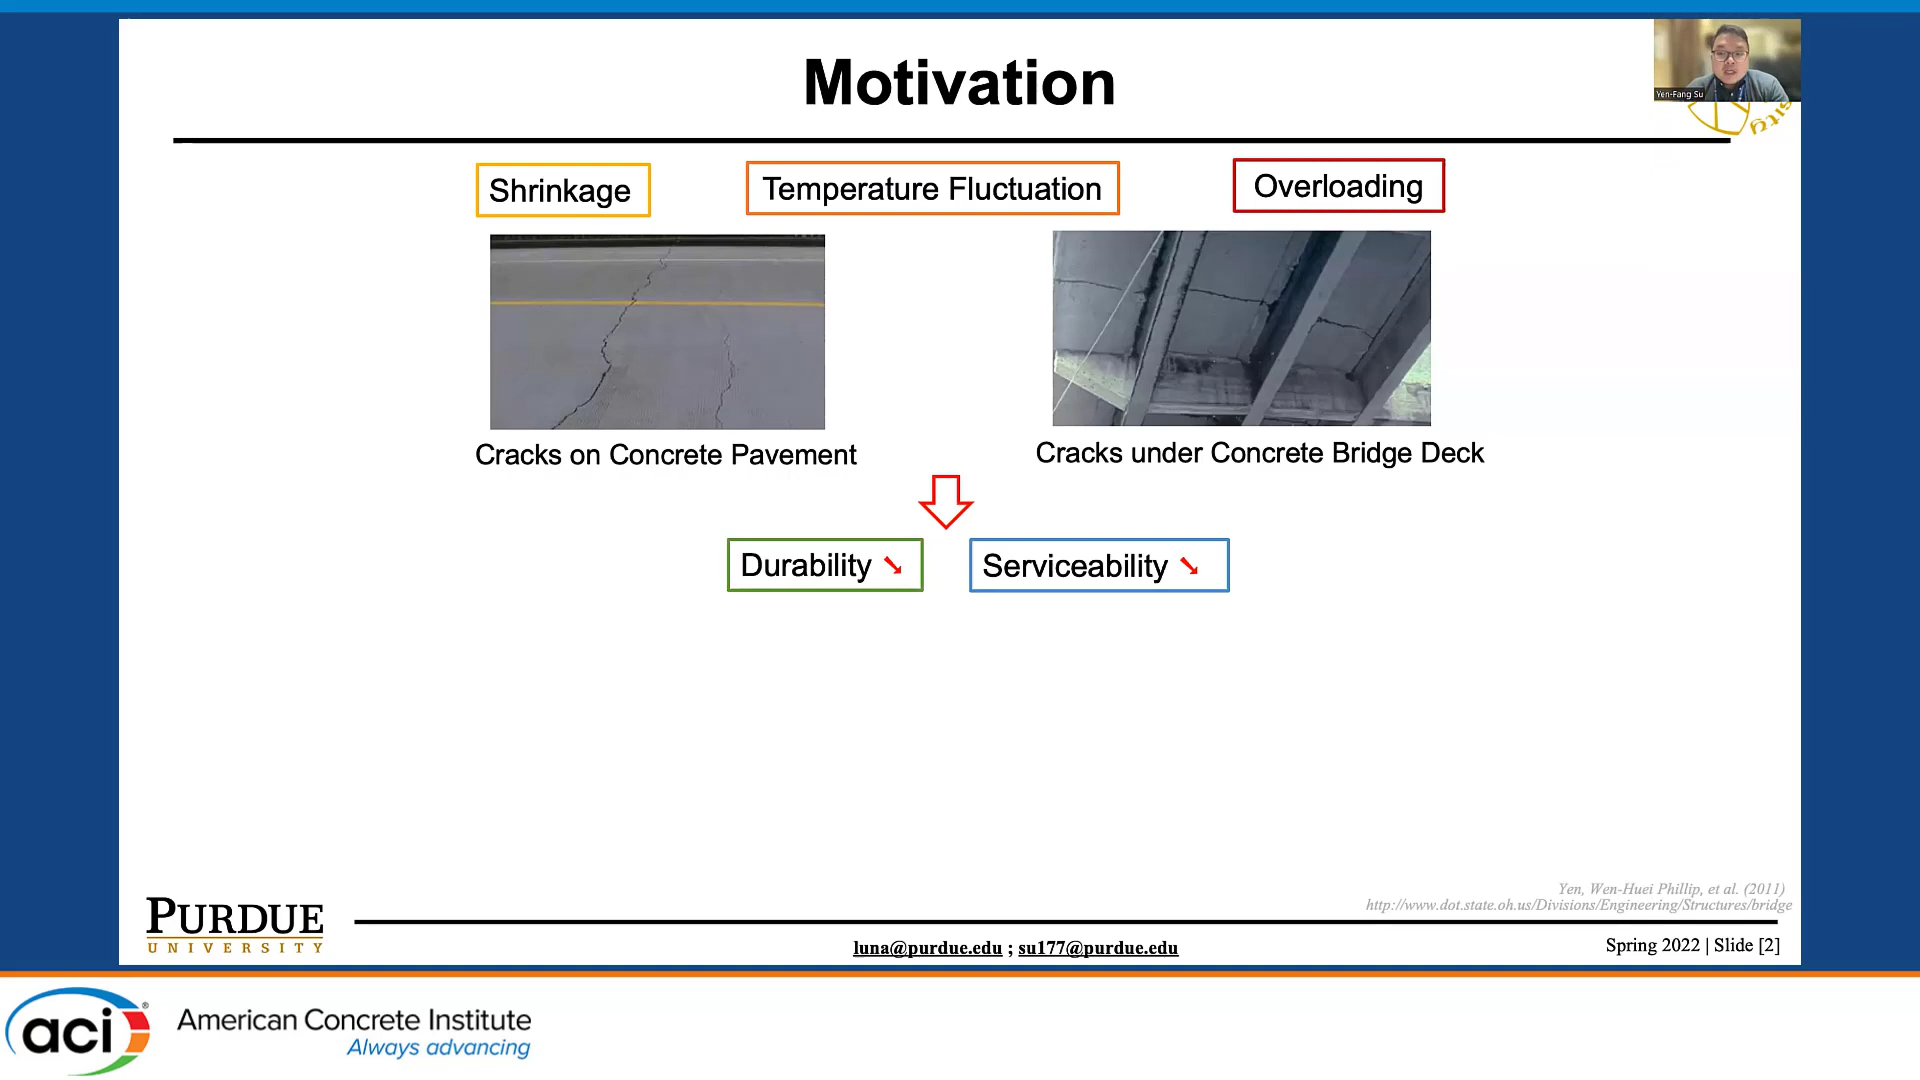 Motivation
Yen-Fang Su
sity
Shrinkage
Temperature Fluctuation
Overloading
Cracks on Concrete Pavement
Cracks under Concrete Bridge Deck
Durability
Serviceability
Yen, Wen-Huei Phillip, et al. (2011)
http://www.dot.state.oh.us/Divisions/Engineering/Structures/bridge
PURDUE
UNIVERSITY
luna@purdue.edu ; su177@purdue.edu
Spring 2022 | Slide [2]
aci®
American Concrete Institute
Always advancing